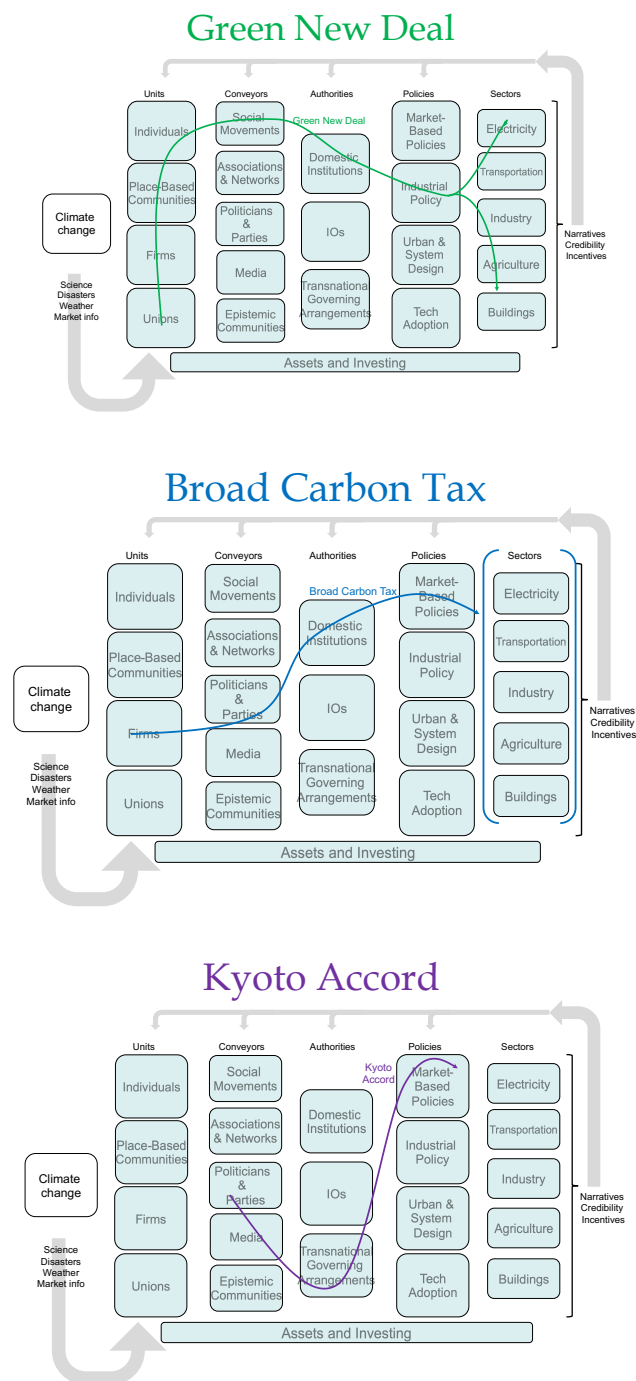 Green New Deal
Units
Conveyors
Authorities
Policies
Sectors
Individuals
Place-Based
Communities
Firms
Unions
Social
Movements
Associations
& Networks
Politicians
&
Parties
Media
Epistemic
Communities
Green New Deal
Domestic
Institutions
IOs
Transnational
Governing
Arrangements
Market-
Based
Policies
Industrial
Policy
Urban &
System
Design
Tech
Adoption
Electricity
Transportation
Industry
Agriculture
Buildings
Climate
change
Science
Disasters
Weather
Market info
Narratives
Credibility
Incentives
Assets and Investing
Broad Carbon Tax
Units
Conveyors
Authorities
Policies
Sectors
Individuals
Place-Based
Communities
Firms
Unions
Social
Movements
Associations
& Networks
Politicians
&
Parties
Media
Epistemic
Communities
Broad Carbon Tax
Domestic
Institutions
IOs
Transnational
Governing
Arrangements
Market-
Based
Policies
Industrial
Policy
Urban &
System
Design
Tech
Adoption
Electricity
Transportation
Industry
Agriculture
Buildings
Climate
change
Science
Disasters
Weather
Market info
Narratives
Credibility
Incentives
Assets and Investing
Kyoto Accord
Units
Conveyors
Authorities
Policies
Sectors
Individuals
Place-Based
Communities
Firms
Unions
Social
Movements
Associations
& Networks
Politicians
&
Parties
Media
Epistemic
Communities
Kyoto
Accord
Domestic
Institutions
IOs
Transnational
Governing
Arrangements
Market-
Based
Policies
Industrial
Policy
Urban &
System
Design
Tech
Adoption
Electricity
Transportation
Industry
Agriculture
Buildings
Climate
change
Science
Disasters
Weather
Market info
Narratives
Credibility
Incentives
Assets and Investing